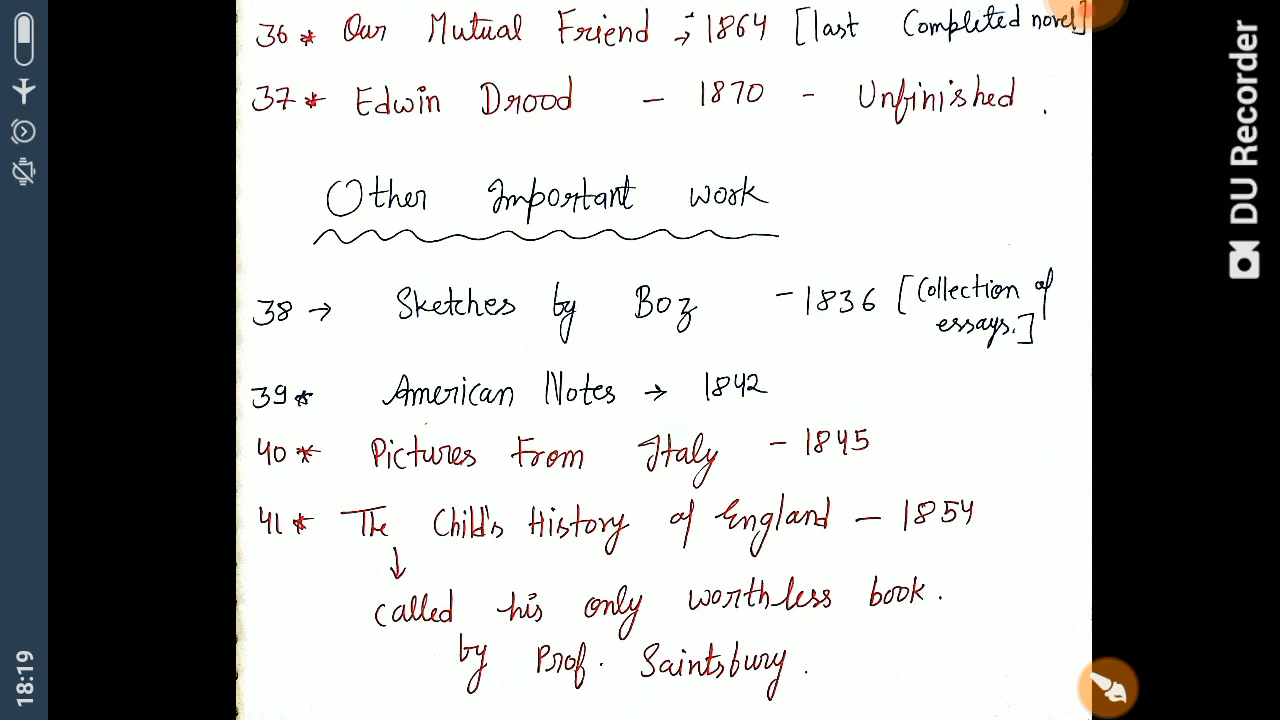 36 * Our Mutual Friend → 1864 [last Completed novel]
37 * Edwin Drood - 1870 - Unfinished.
Other Important work
38 → Sketches by Boz - 1836 [Collection of
essays.]
39 * American Notes → 1842
40 * Pictures From Italy - 1845
41 * The Child's History of England - 1854
↓
called his only worthless book.
by Prof. Saintsbury.
18:19
DU Recorder